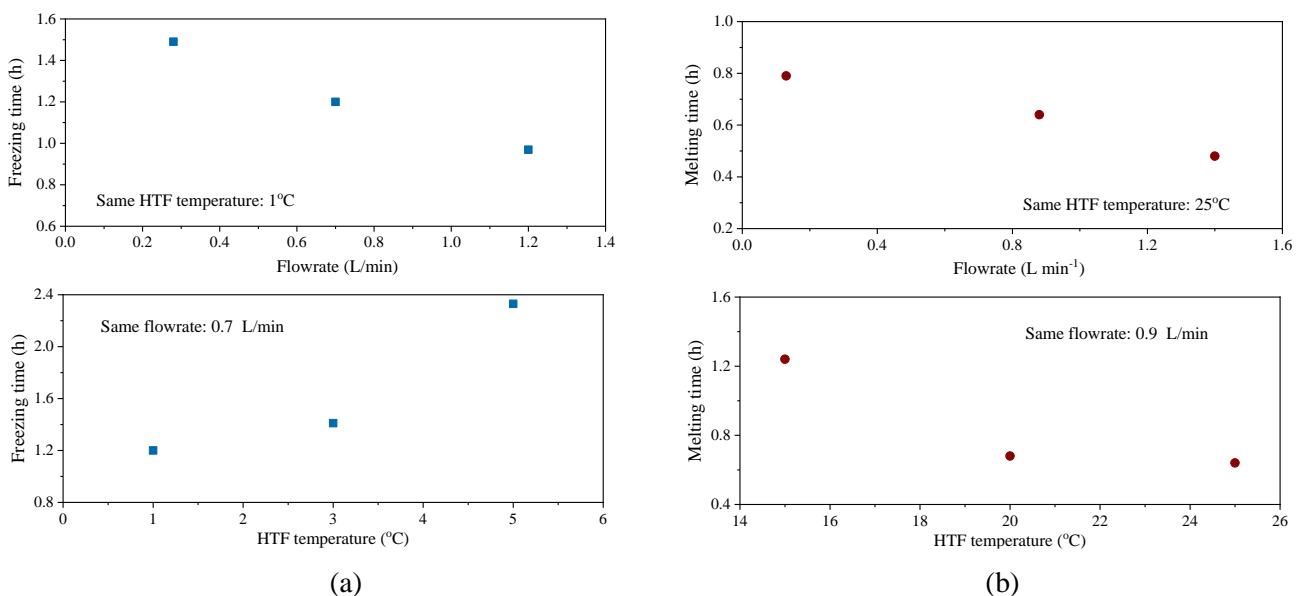 1.6
1.4
1.2
1.0
0.8
0.6
Freezing time (h)
Same HTF temperature: 1°C
0.0 0.2 0.4 0.6 0.8 1.0 1.2 1.4
Flowrate (L/min)
2.4
2.0
1.6
1.2
0.8
Freezing time (h)
Same flowrate: 0.7 L/min
0 1 2 3 4 5 6
HTF temperature (°C)
(a)
1.0
0.8
0.6
0.4
0.2
Melting time (h)
Same HTF temperature: 25°C
0.0 0.4 0.8 1.2 1.6
Flowrate (L min⁻¹)
1.6
1.2
0.8
0.4
Melting time (h)
Same flowrate: 0.9 L/min
14 16 18 20 22 24 26
HTF temperature (°C)
(b)